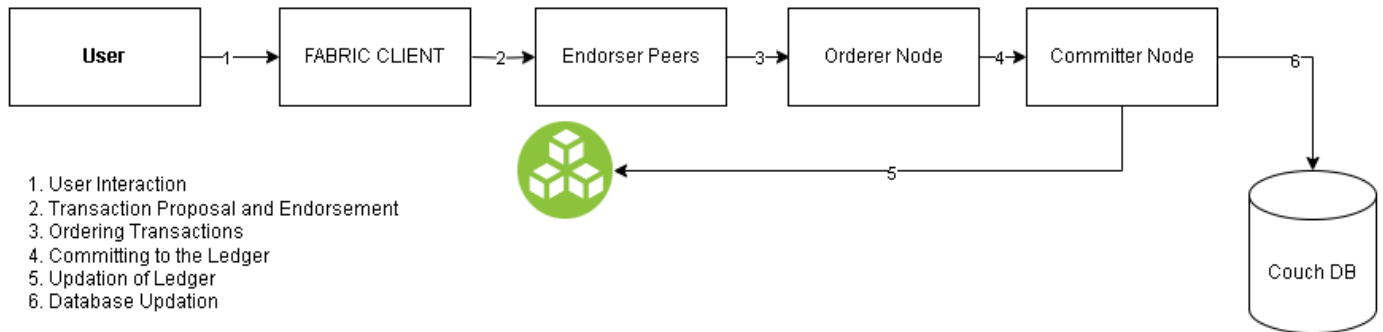 User
1
FABRIC CLIENT
2
Endorser Peers
3
Orderer Node
4
Committer Node
6
5
Couch DB
1. User Interaction
2. Transaction Proposal and Endorsement
3. Ordering Transactions
4. Committing to the Ledger
5. Updation of Ledger
6. Database Updation